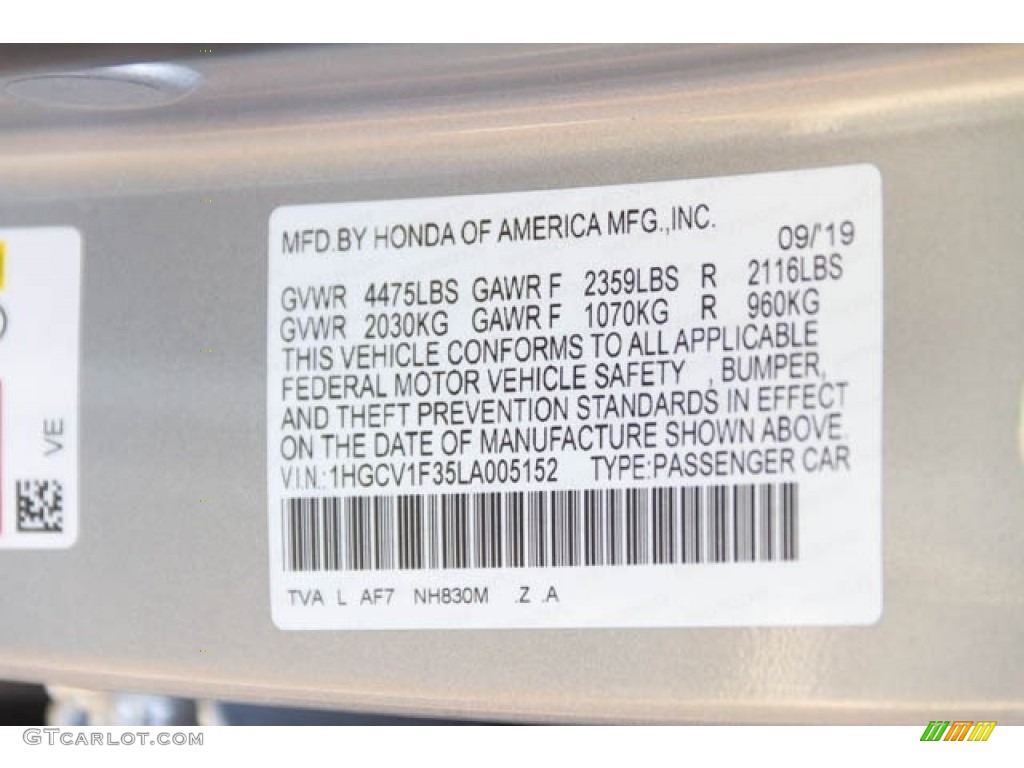 MFD.BY HONDA OF AMERICA MFG.,INC. 09/'19
GVWR 4475LBS GAWR F 2359LBS R 2116LBS
GVWR 2030KG GAWR F 1070KG R 960KG
THIS VEHICLE CONFORMS TO ALL APPLICABLE
FEDERAL MOTOR VEHICLE SAFETY , BUMPER,
AND THEFT PREVENTION STANDARDS IN EFFECT
ON THE DATE OF MANUFACTURE SHOWN ABOVE.
V.I.N.: 1HGCV1F35LA005152 TYPE:PASSENGER CAR
TVA L AF7 NH830M .Z .A
VE
GTCARLOT.COM